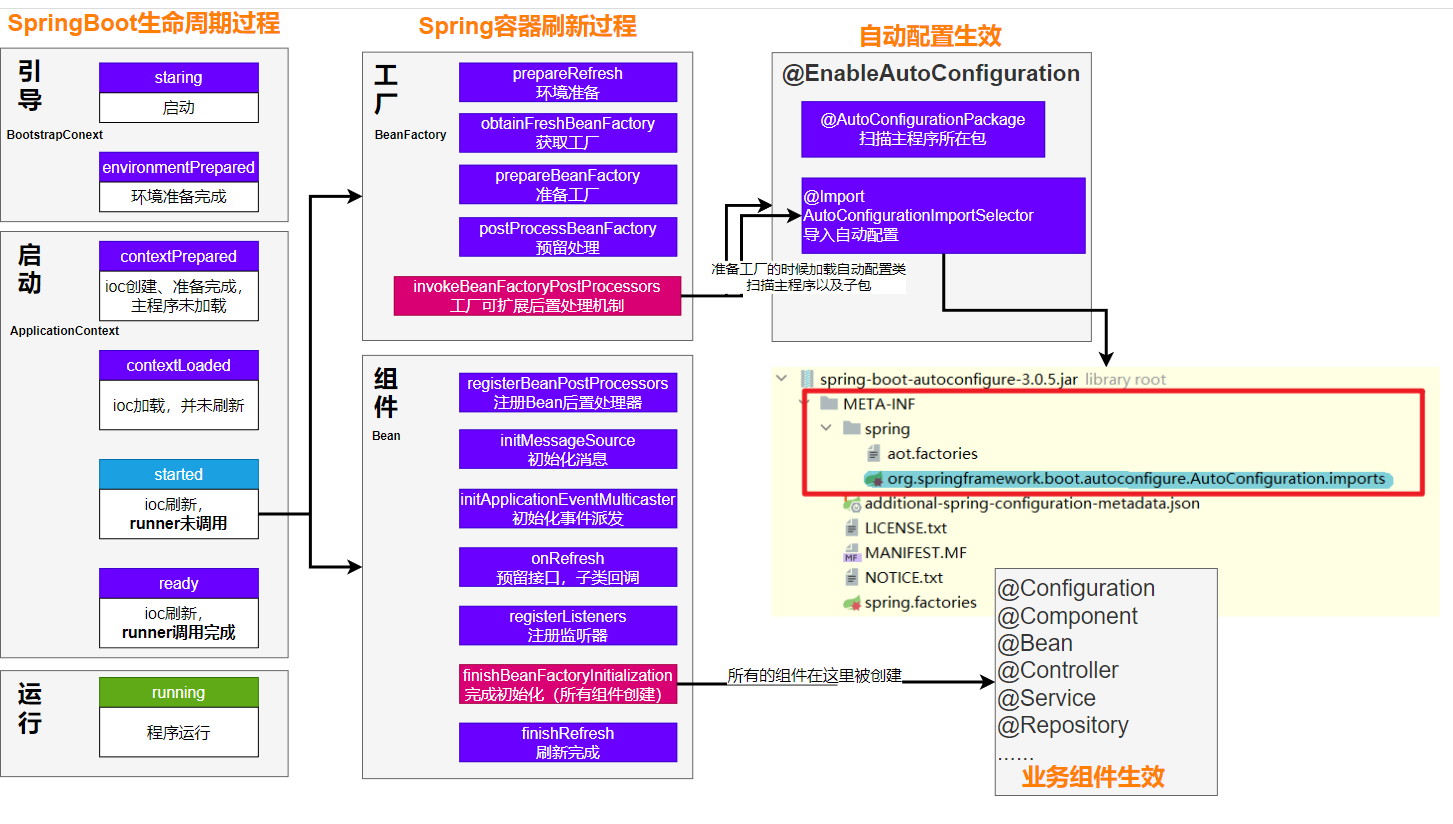 SpringBoot生命周期过程
引
导
BootstrapConext
staring
启动
environmentPrepared
环境准备完成
启
动
ApplicationContext
contextPrepared
ioc创建、准备完成，
主程序未加载
contextLoaded
ioc加载，并未刷新
started
ioc刷新，
runner未调用
ready
ioc刷新，
runner调用完成
运
行
running
程序运行
Spring容器刷新过程
工
厂
BeanFactory
prepareRefresh
环境准备
obtainFreshBeanFactory
获取工厂
prepareBeanFactory
准备工厂
postProcessBeanFactory
预留处理
invokeBeanFactoryPostProcessors
工厂可扩展后置处理机制
组
件
Bean
registerBeanPostProcessors
注册Bean后置处理器
initMessageSource
初始化消息
initApplicationEventMulticaster
初始化事件派发
onRefresh
预留接口，子类回调
registerListeners
注册监听器
finishBeanFactoryInitialization
完成初始化（所有组件创建）
finishRefresh
刷新完成
自动配置生效
@EnableAutoConfiguration
@AutoConfigurationPackage
扫描主程序所在包
@Import
AutoConfigurationImportSelector
导入自动配置
准备工厂的时候加载自动配置类
扫描主程序以及子包
spring-boot-autoconfigure-3.0.5.jar library root
META-INF
spring
aot.factories
org.springframework.boot.autoconfigure.AutoConfiguration.imports
additional-spring-configuration-metadata.json
LICENSE.txt
MF MANIFEST.MF
NOTICE.txt
spring.factories
所有的组件在这里被创建
@Configuration
@Component
@Bean
@Controller
@Service
@Repository
……
业务组件生效